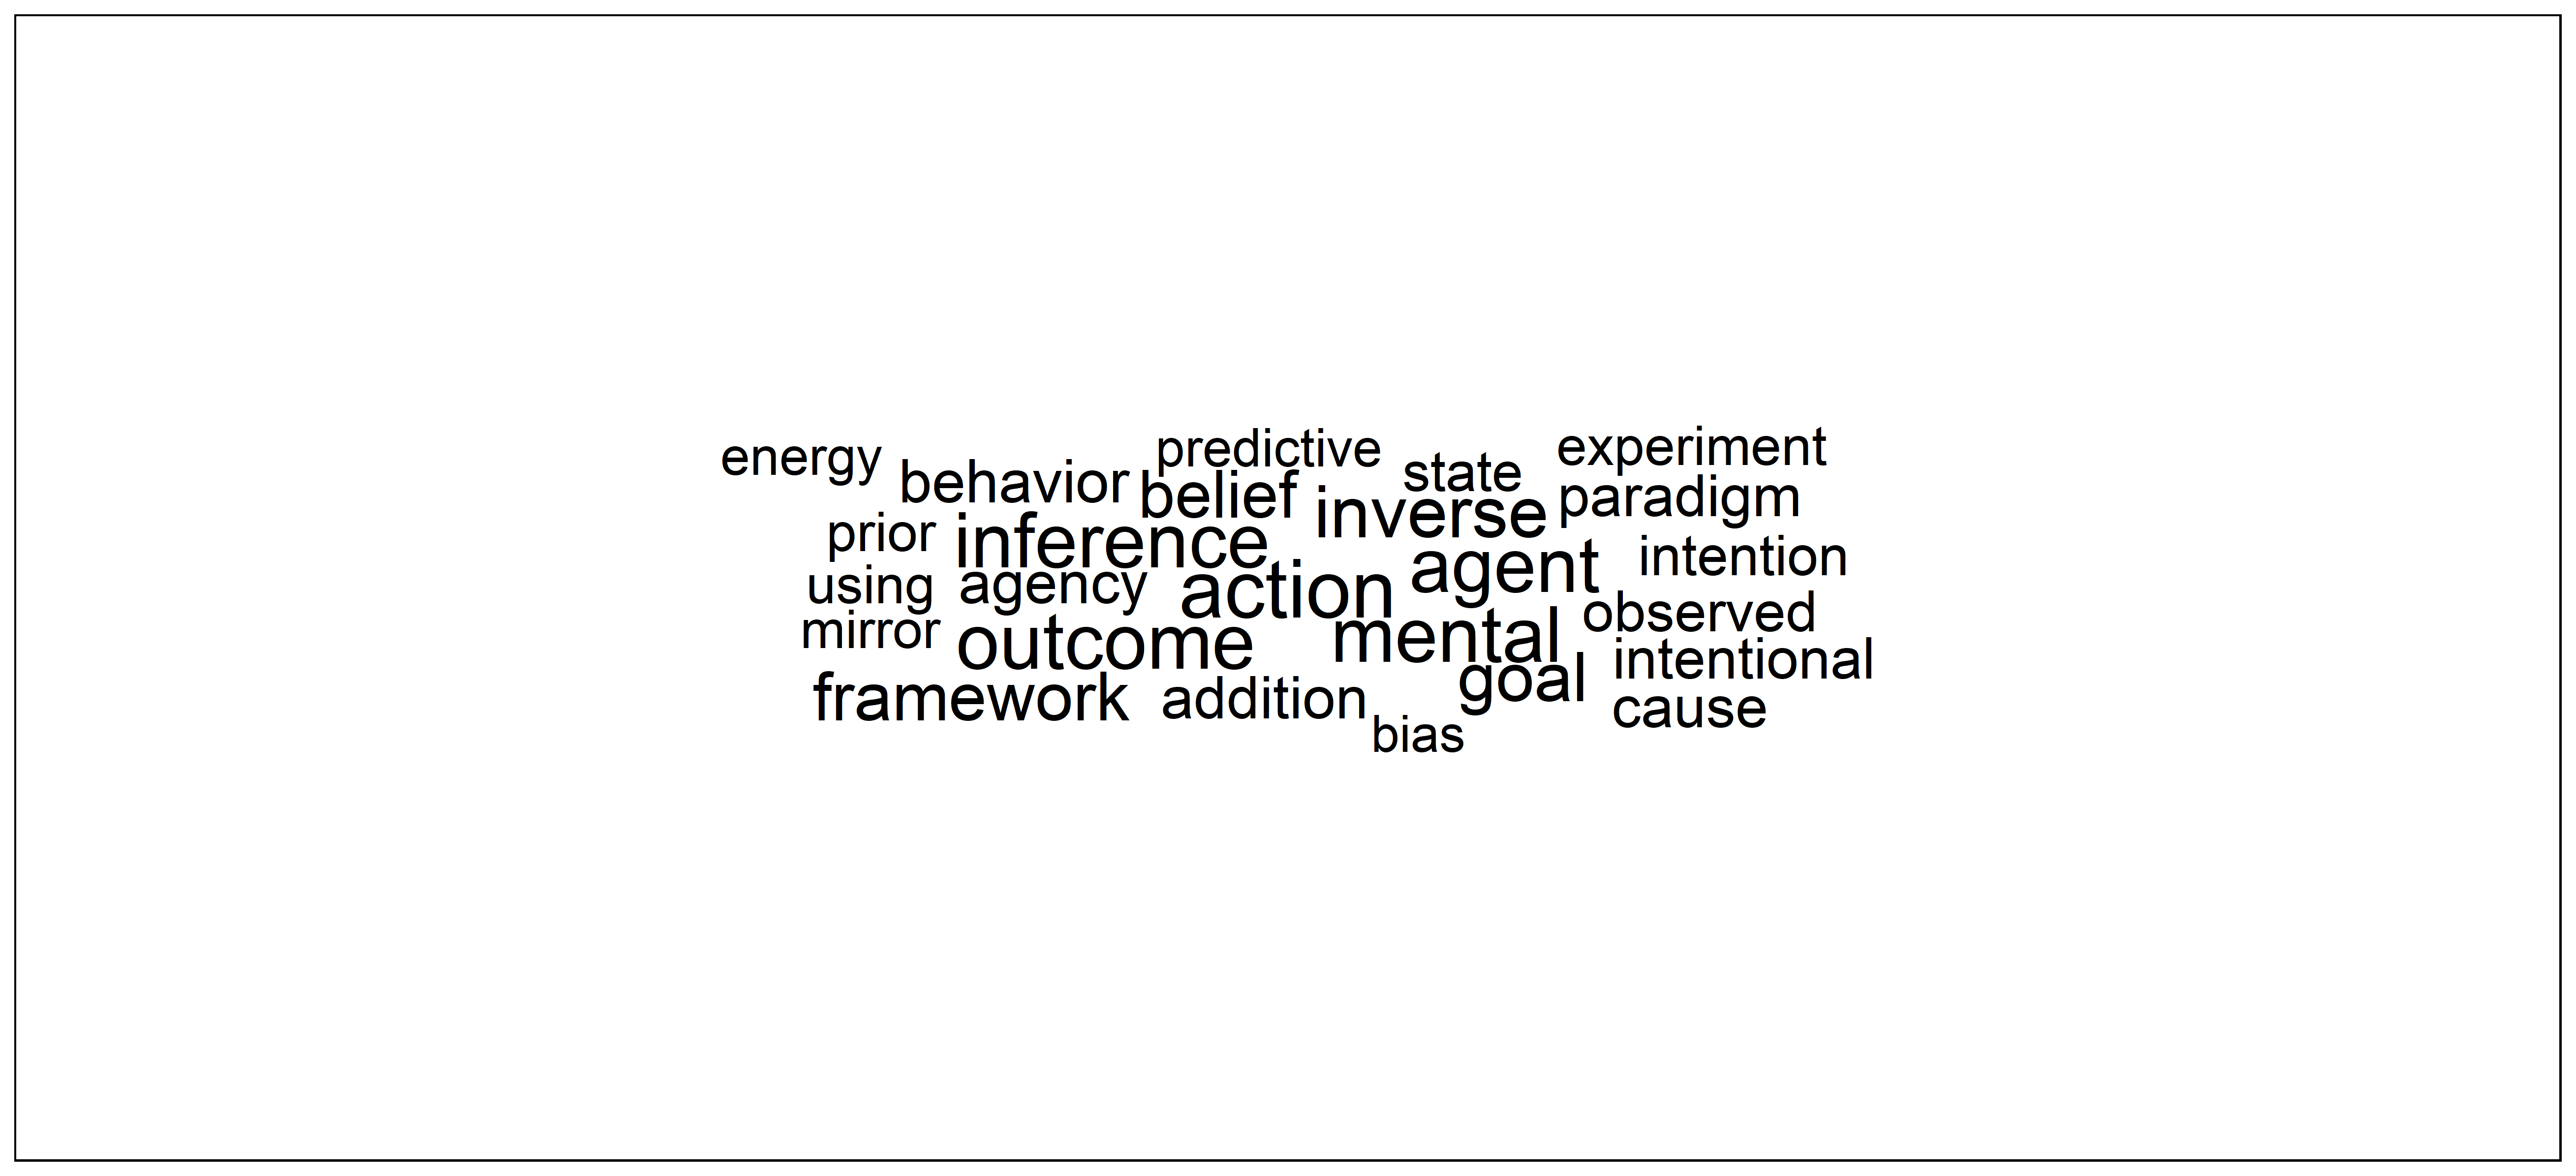 energy behavior predictive state experiment
belief inverse paradigm
prior inference agent intention
using agency action observed
mirror outcome mental intentional
framework addition goal cause
bias